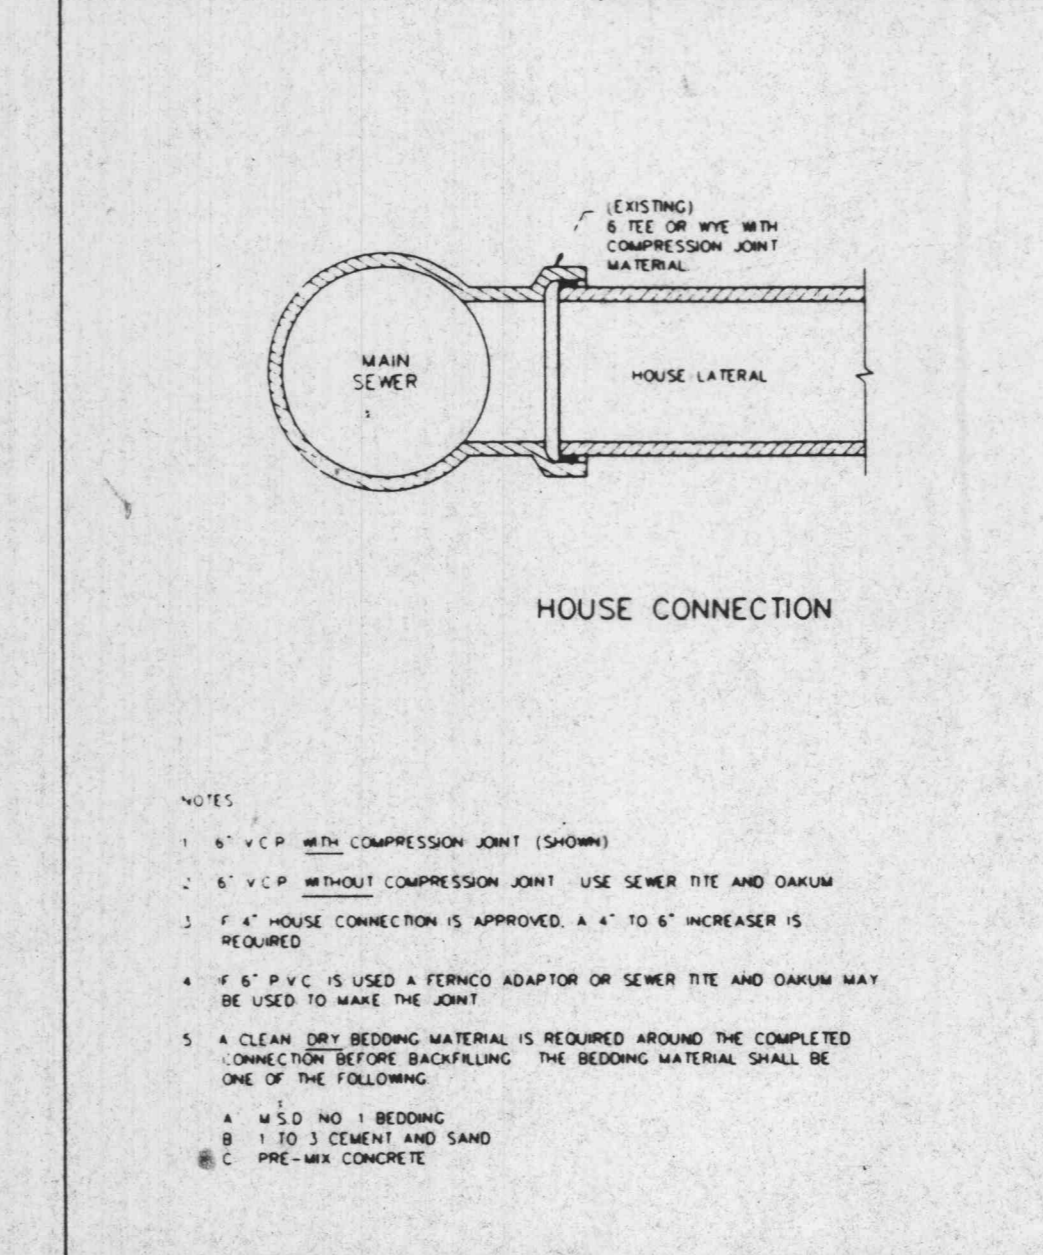 (EXISTING)
6" TEE OR WYE WITH
COMPRESSION JOINT
MATERIAL
MAIN
SEWER
HOUSE LATERAL
HOUSE CONNECTION
NOTES
1 6" V C P WITH COMPRESSION JOINT (SHOWN)
2 6" V C P WITHOUT COMPRESSION JOINT USE SEWER TITE AND OAKUM
3 IF 4" HOUSE CONNECTION IS APPROVED, A 4" TO 6" INCREASER IS
REQUIRED
4 IF 6" P V C IS USED A FERNCO ADAPTOR OR SEWER TITE AND OAKUM MAY
BE USED TO MAKE THE JOINT
5 A CLEAN DRY BEDDING MATERIAL IS REQUIRED AROUND THE COMPLETED
CONNECTION BEFORE BACKFILLING THE BEDDING MATERIAL SHALL BE
ONE OF THE FOLLOWING
A M.S.D NO 1 BEDDING
B 1 TO 3 CEMENT AND SAND
C PRE-MIX CONCRETE